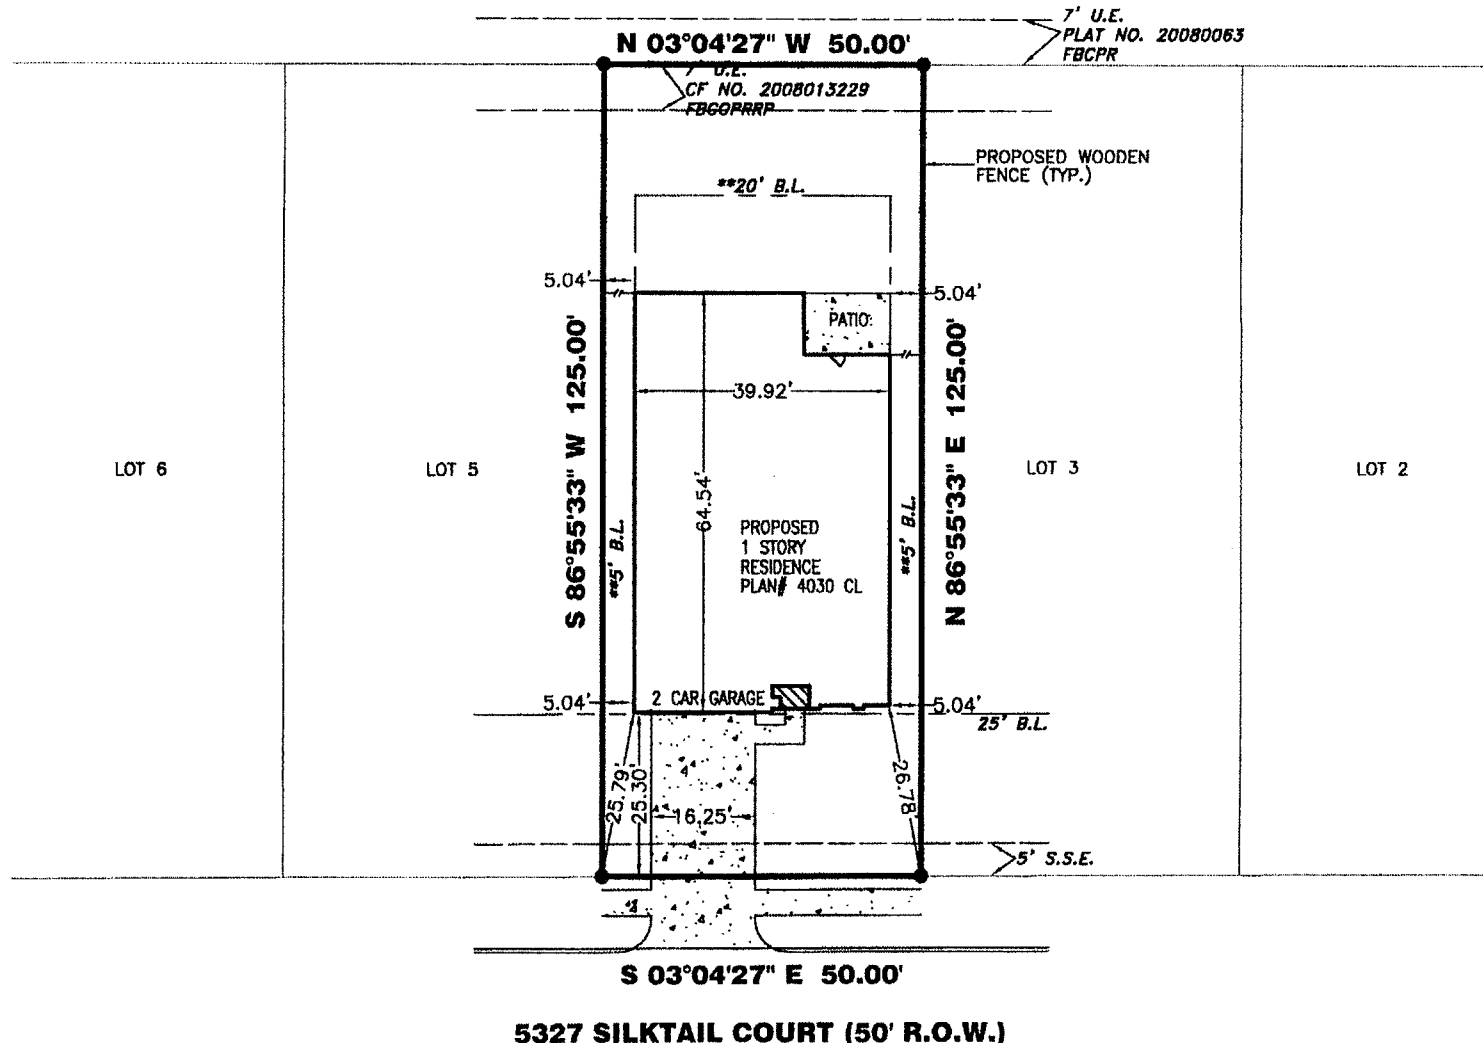 7' U.E.
PLAT NO. 20080063
FBCPR
N 03°04'27" W 50.00'
7' U.E.
CF NO. 2008013229
FBCOPRRP
PROPOSED WOODEN
FENCE (TYP.)
**20' B.L.
5.04'
5.04'
PATIO
39.92'
S 86°55'33" W 125.00'
N 86°55'33" E 125.00'
LOT 6
LOT 5
LOT 3
LOT 2
64.54'
**5' B.L.
**5' B.L.
PROPOSED
1 STORY
RESIDENCE
PLAN# 4030 CL
5.04'
2 CAR GARAGE
5.04'
25' B.L.
25.79'
25.30'
16.25'
26.78'
5' S.S.E.
S 03°04'27" E 50.00'
5327 SILKTAIL COURT (50' R.O.W.)